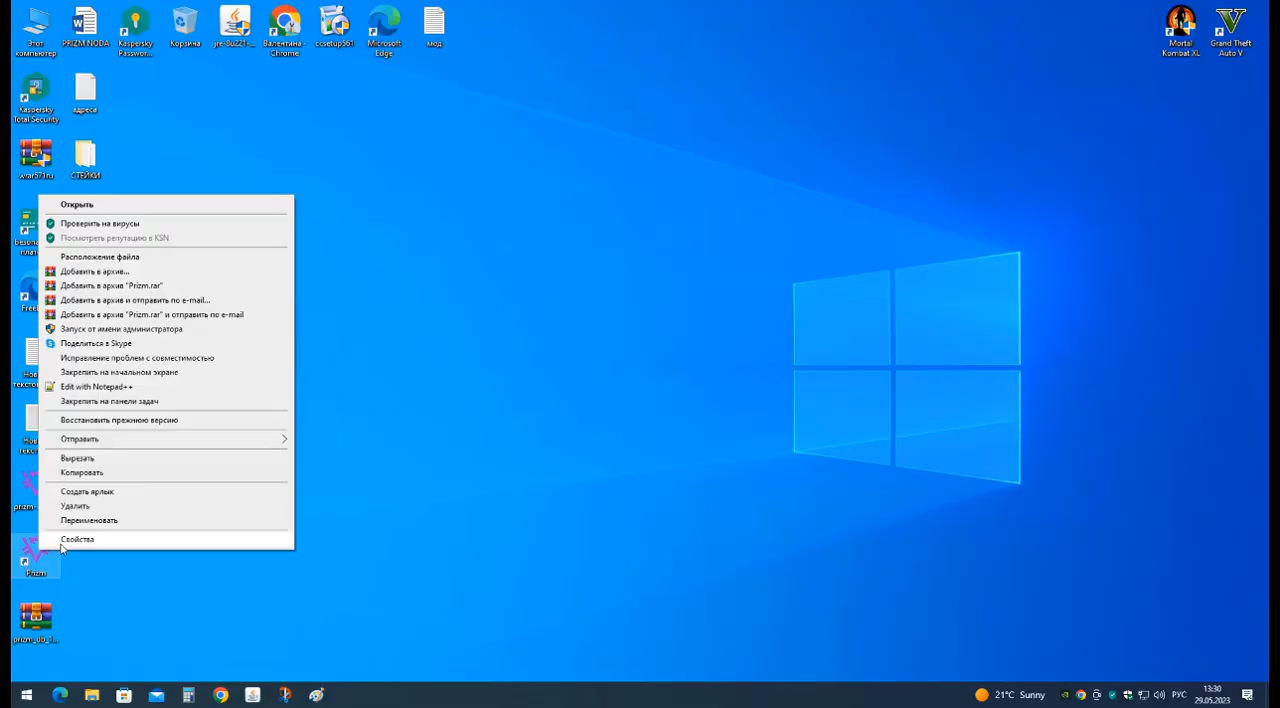 Этот
компьютер
PRIZM NODA
Kaspersky
Passwor...
Корзина
jre-8u221-...
Валентина -
Chrome
ccsetup561
Microsoft
Edge
мод
Mortal
Kombat XL
Grand Theft
Auto V
Kaspersky
Total Security
адреса
wrar571ru
СТЕЙКИ
Открыть
Проверить на вирусы
Посмотреть репутацию в KSN
Расположение файла
Добавить в архив...
Добавить в архив "Prizm.rar"
Добавить в архив и отправить по e-mail...
Добавить в архив "Prizm.rar" и отправить по e-mail
Запуск от имени администратора
Поделиться в Skype
Исправление проблем с совместимостью
Закрепить на начальном экране
Edit with Notepad++
Закрепить на панели задач
Восстановить прежнюю версию
Отправить
Вырезать
Копировать
Создать ярлык
Удалить
Переименовать
Свойства
Prizm
prizm_db_1...
21°C Sunny
РУС
13:30
29.05.2023